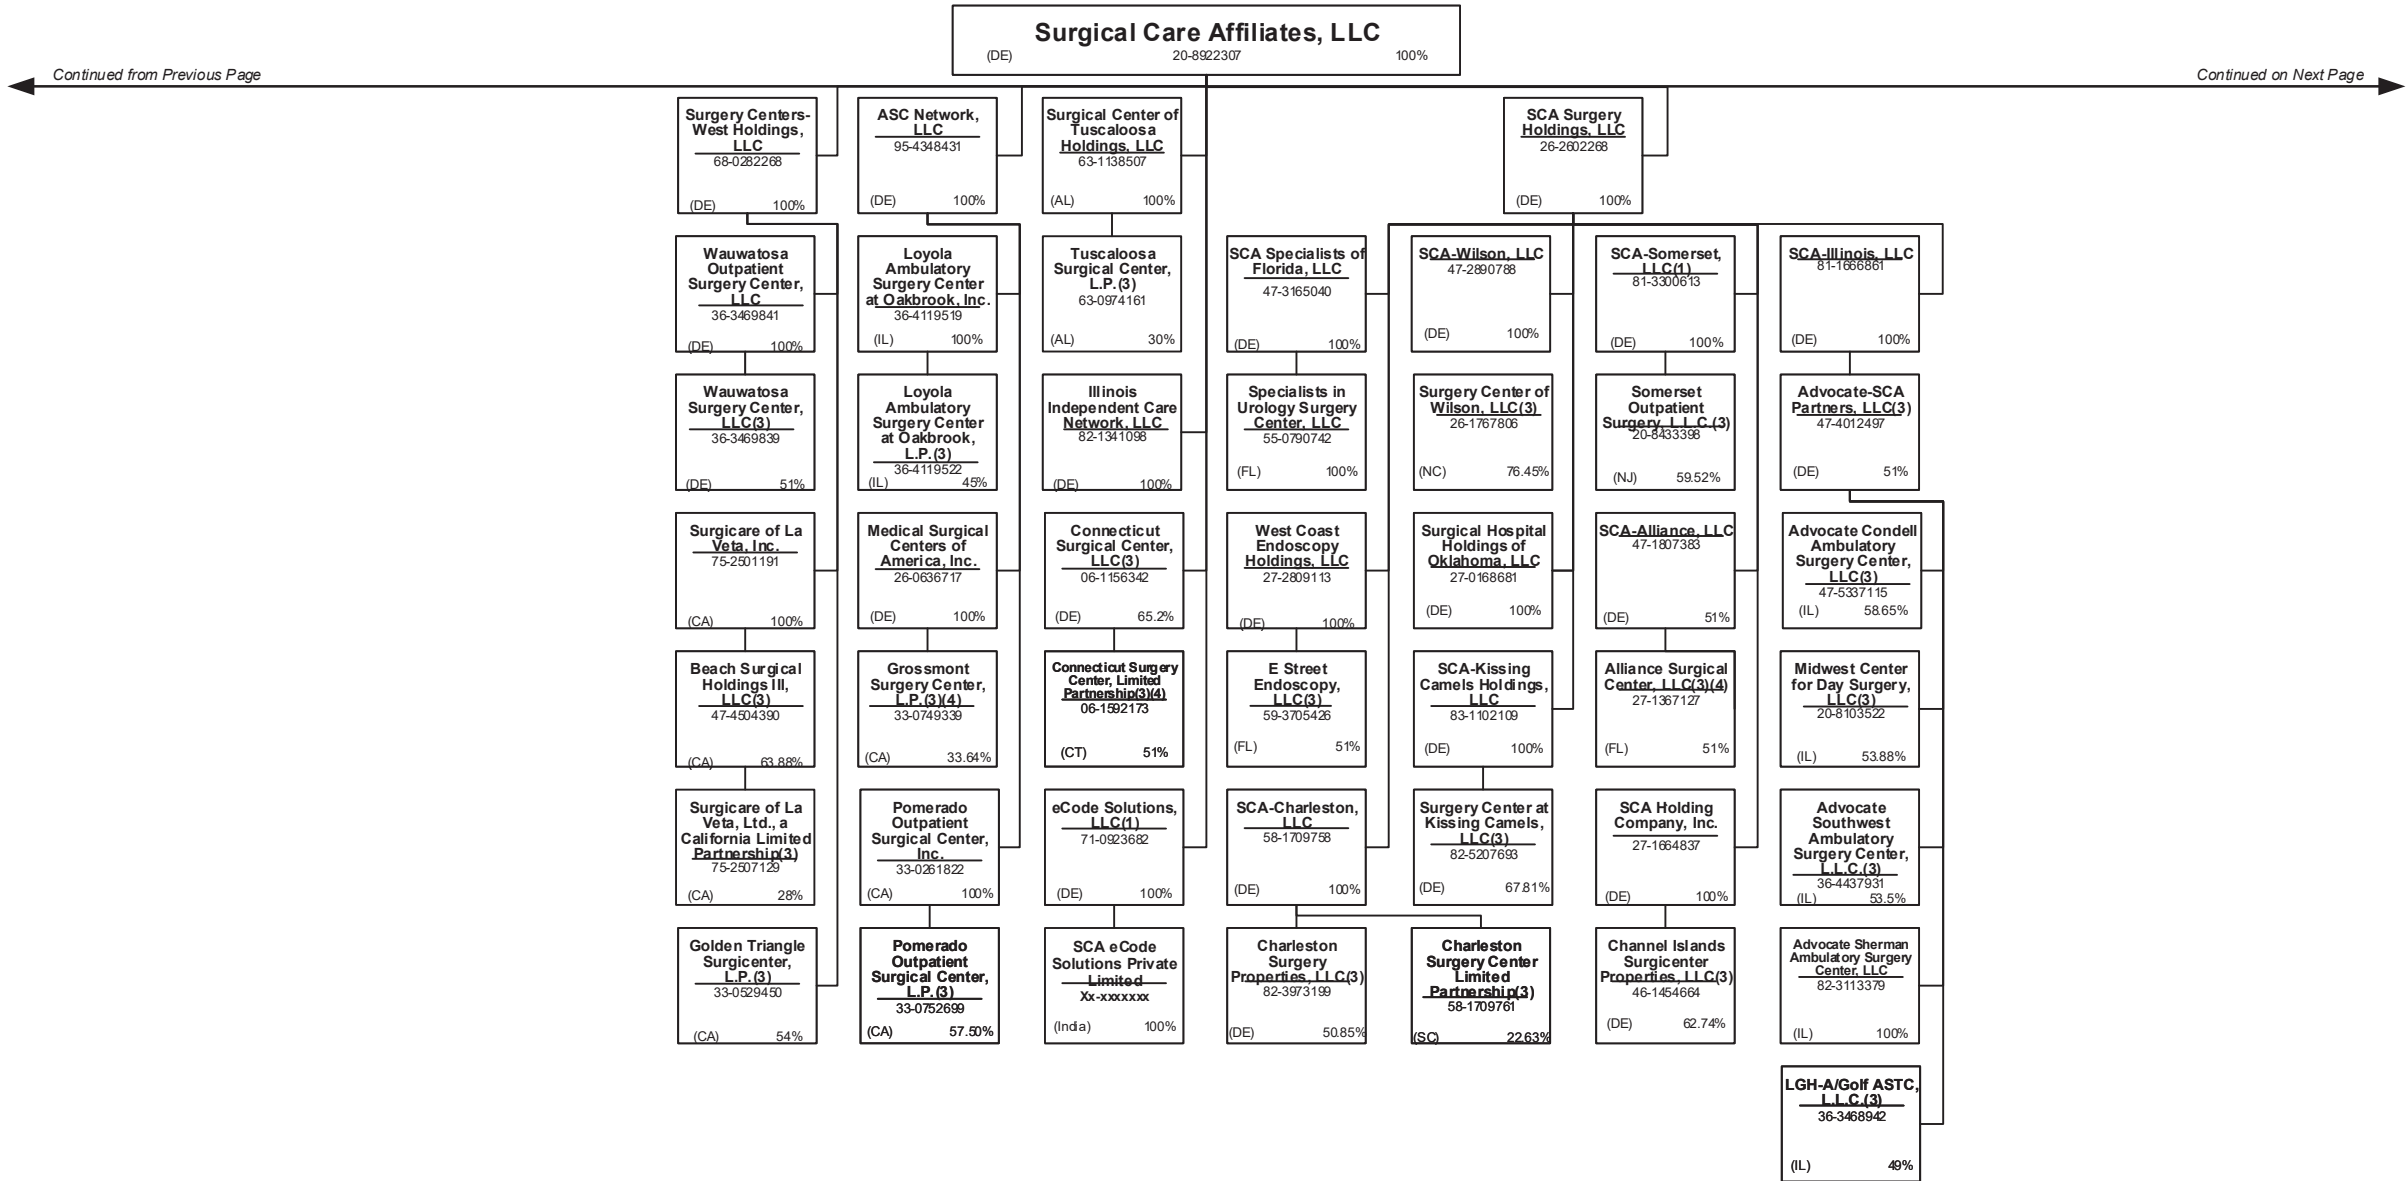 Surgical Care Affiliates, LLC
(DE) 20-8922307 100%
Continued from Previous Page
Continued on Next Page
Surgery Centers-
West Holdings,
LLC
68-0282268
(DE) 100%
ASC Network,
LLC
95-4348431
(DE) 100%
Surgical Center of
Tuscaloosa
Holdings, LLC
63-1138507
(AL) 100%
SCA Surgery
Holdings, LLC
26-2602268
(DE) 100%
Wauwatosa
Outpatient
Surgery Center,
LLC
36-3469841
(DE) 100%
Loyola
Ambulatory
Surgery Center
at Oakbrook, Inc.
36-4119519
(IL) 100%
Tuscaloosa
Surgical Center,
L.P.(3)
63-0974161
(AL) 30%
SCA Specialists of
Florida, LLC
47-3165040
(DE) 100%
SCA-Wilson, LLC
47-2890788
(DE) 100%
SCA-Somerset,
LLC(1)
81-3300613
(DE) 100%
SCA-Illinois, LLC
81-1666861
(DE) 100%
Wauwatosa
Surgery Center,
LLC(3)
36-3469839
(DE) 51%
Loyola
Ambulatory
Surgery Center
at Oakbrook,
L.P.(3)
36-4119522
(IL) 45%
Illinois
Independent Care
Network, LLC
82-1341098
(DE) 100%
Specialists in
Urology Surgery
Center, LLC
55-0790742
(FL) 100%
Surgery Center of
Wilson, LLC(3)
26-1767806
(NC) 76.45%
Somerset
Outpatient
Surgery, L.L.C.(3)
20-8433398
(NJ) 59.52%
Advocate-SCA
Partners, LLC(3)
47-4012497
(DE) 51%
Surgicare of La
Veta, Inc.
75-2501191
(CA) 100%
Medical Surgical
Centers of
America, Inc.
26-0636717
(DE) 100%
Connecticut
Surgical Center,
LLC(3)
06-1156342
(DE) 65.2%
West Coast
Endoscopy
Holdings, LLC
27-2809113
(DE) 100%
Surgical Hospital
Holdings of
Oklahoma, LLC
27-0168681
(DE) 100%
SCA-Alliance, LLC
47-1807383
(DE) 51%
Advocate Condell
Ambulatory
Surgery Center,
LLC(3)
47-5337115
(IL) 58.65%
Beach Surgical
Holdings III,
LLC(3)
47-4504390
(CA) 63.88%
Grossmont
Surgery Center,
L.P.(3)(4)
33-0749339
(CA) 33.64%
Connecticut Surgery
Center, Limited
Partnership(3)(4)
06-1592173
(CT) 51%
E Street
Endoscopy,
LLC(3)
59-3705426
(FL) 51%
SCA-Kissing
Camels Holdings,
LLC
83-1102109
(DE) 100%
Alliance Surgical
Center, LLC(3)(4)
27-1367127
(FL) 51%
Midwest Center
for Day Surgery,
LLC(3)
20-8103522
(IL) 53.88%
Surgicare of La
Veta, Ltd., a
California Limited
Partnership(3)
75-2507129
(CA) 28%
Pomerado
Outpatient
Surgical Center,
Inc.
33-0261822
(CA) 100%
eCode Solutions,
LLC(1)
71-0923682
(DE) 100%
SCA-Charleston,
LLC
58-1709758
(DE) 100%
Surgery Center at
Kissing Camels,
LLC(3)
82-5207693
(DE) 67.81%
SCA Holding
Company, Inc.
27-1664837
(DE) 100%
Advocate
Southwest
Ambulatory
Surgery Center,
L.L.C.(3)
36-4437931
(IL) 53.5%
Golden Triangle
Surgicenter,
L.P.(3)
33-0529450
(CA) 54%
Pomerado
Outpatient
Surgical Center,
L.P.(3)
33-0752699
(CA) 57.50%
SCA eCode
Solutions Private
Limited
Xx-xxxxxxx
(India) 100%
Charleston
Surgery
Properties, LLC(3)
82-3973199
(DE) 50.85%
Charleston
Surgery Center
Limited
Partnership(3)
58-1709761
(SC) 22.63%
Channel Islands
Surgicenter
Properties, LLC(3)
46-1454664
(DE) 62.74%
Advocate Sherman
Ambulatory Surgery
Center, LLC
82-3113379
(IL) 100%
LGH-A/Golf ASTC,
L.L.C.(3)
36-3468942
(IL) 49%